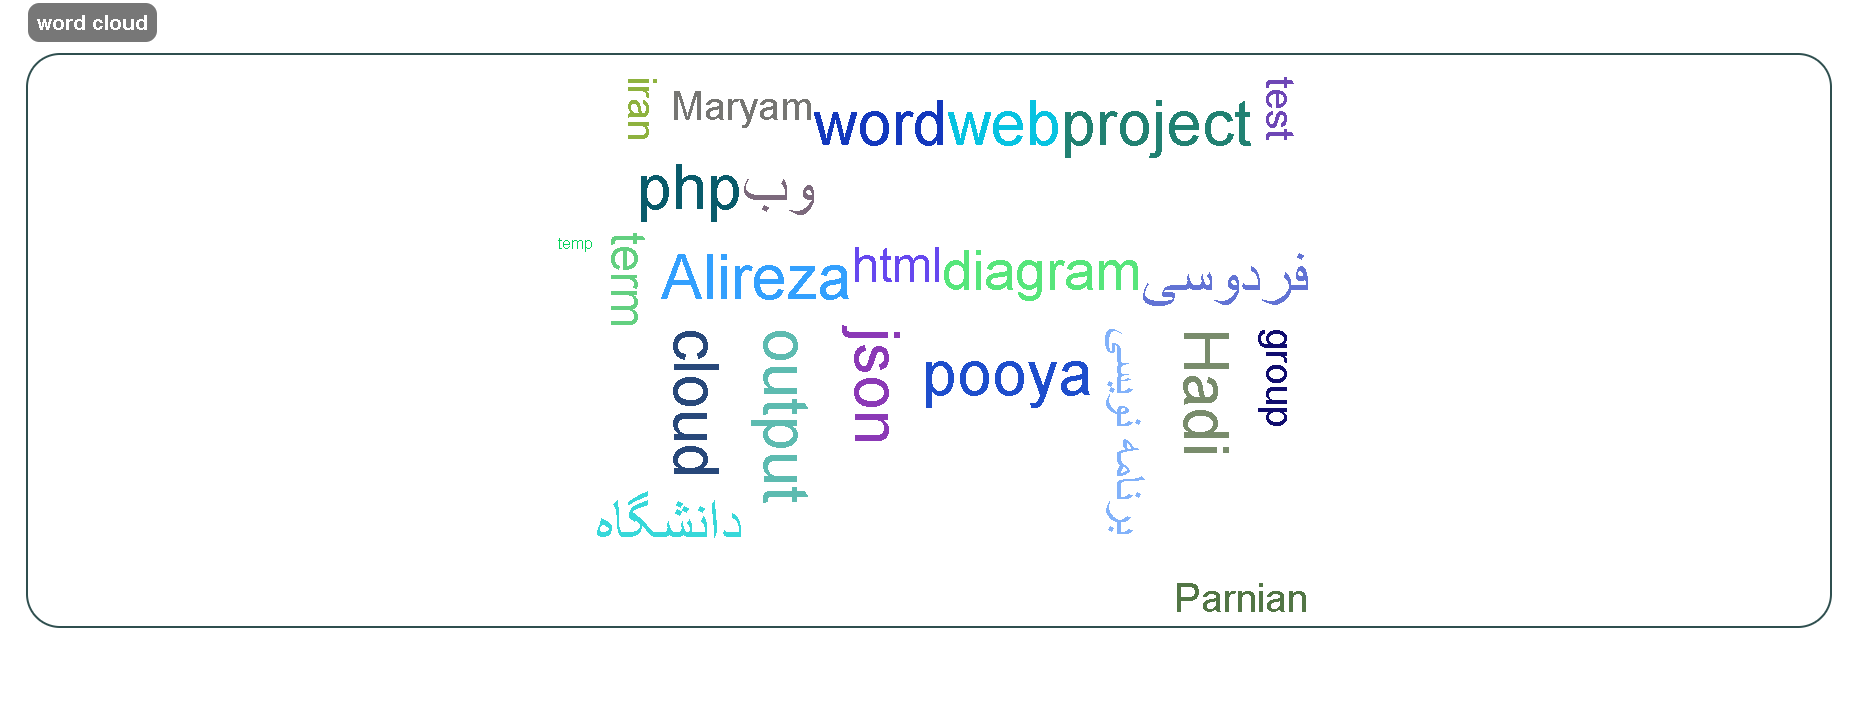 word cloud
iran
Maryam
word
web
project
test
php
وب
temp
term
Alireza
html
diagram
فردوسی
cloud
output
json
pooya
برنامه نویسی
Hadi
group
دانشگاه
Parnian